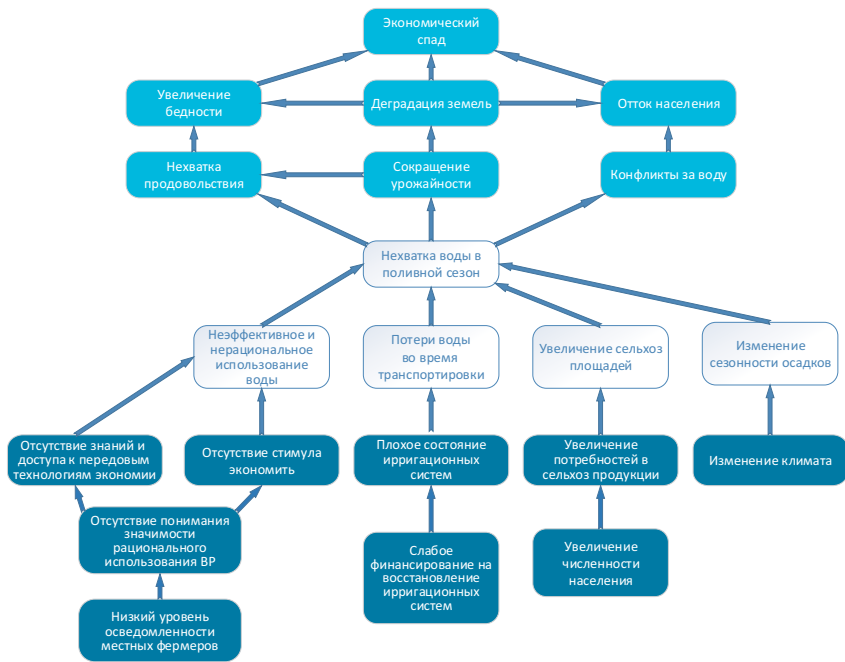 Экономический
спад
Увеличение
бедности
Деградация земель
Отток населения
Нехватка
продовольствия
Сокращение
урожайности
Конфликты за воду
Нехватка воды в
поливной сезон
Неэффективное и
нерациональное
использование
воды
Потери воды
во время
транспортировки
Увеличение сельхоз
площадей
Изменение
сезонности осадков
Отсутствие знаний и
доступа к передовым
технологиям экономии
Отсутствие стимула
экономить
Плохое состояние
ирригационных
систем
Увеличение
потребностей в
сельхоз продукции
Изменение климата
Отсутствие понимания
значимости
рационального
использования ВР
Слабое
финансирование на
восстановление
ирригационных
систем
Увеличение
численности
населения
Низкий уровень
осведомленности
местных фермеров